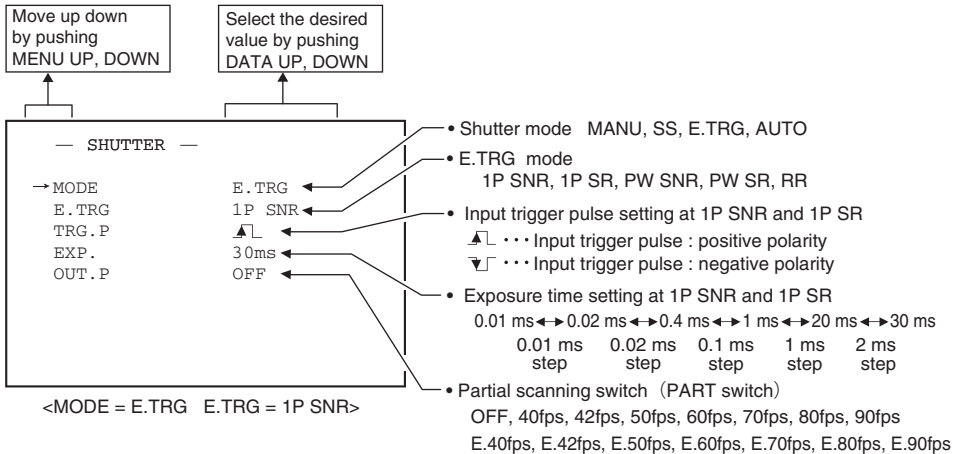 Move up down
by pushing
MENU UP, DOWN
Select the desired
value by pushing
DATA UP, DOWN
— SHUTTER —
→MODE E.TRG
E.TRG 1P SNR
TRG.P
EXP. 30ms
OUT.P OFF
<MODE = E.TRG E.TRG = 1P SNR>
• Shutter mode MANU, SS, E.TRG, AUTO
• E.TRG mode
1P SNR, 1P SR, PW SNR, PW SR, RR
• Input trigger pulse setting at 1P SNR and 1P SR
・・・Input trigger pulse : positive polarity
・・・Input trigger pulse : negative polarity
• Exposure time setting at 1P SNR and 1P SR
0.01 ms↔0.02 ms↔0.4 ms↔1 ms↔20 ms↔30 ms
0.01 ms 0.02 ms 0.1 ms 1 ms 2 ms
step step step step step
• Partial scanning switch（PART switch）
OFF, 40fps, 42fps, 50fps, 60fps, 70fps, 80fps, 90fps
E.40fps, E.42fps, E.50fps, E.60fps, E.70fps, E.80fps, E.90fps